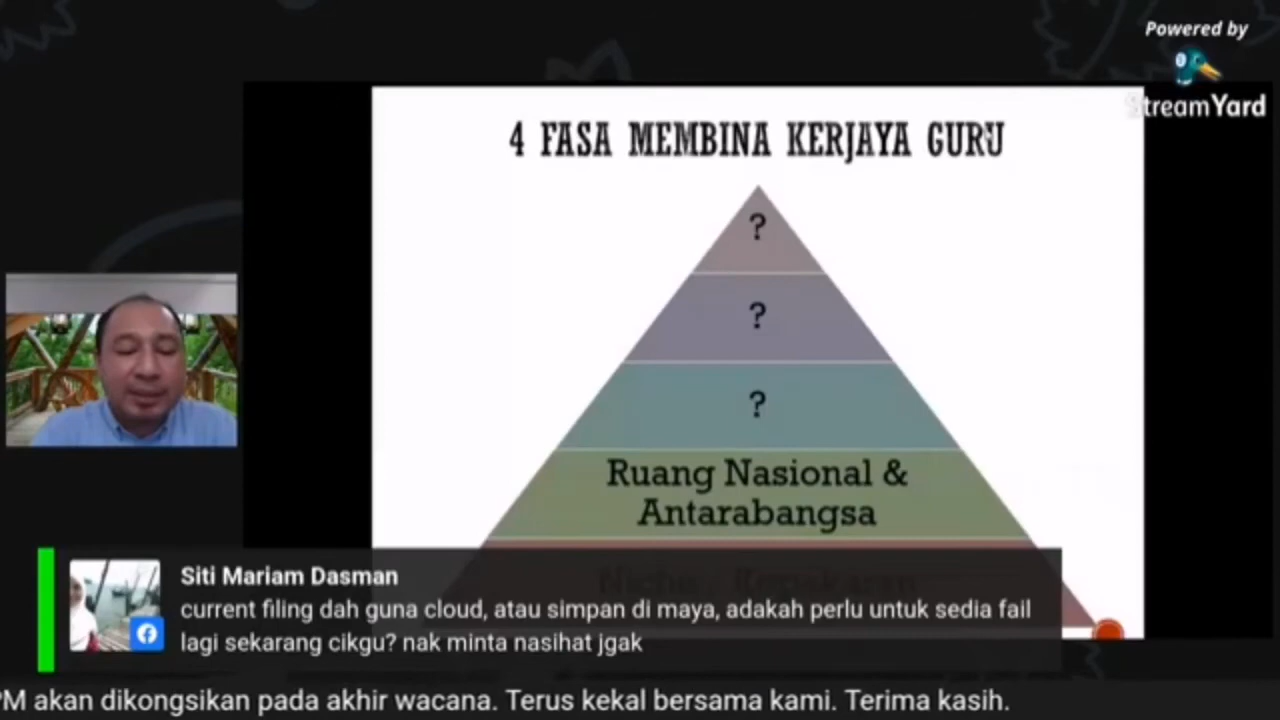 Powered by
StreamYard
4 FASA MEMBINA KERJAYA GURU
?
?
?
Ruang Nasional &
Antarabangsa
Siti Mariam Dasman
current filing dah guna cloud, atau simpan di maya, adakah perlu untuk sedia fail
lagi sekarang cikgu? nak minta nasihat jgak
PM akan dikongsikan pada akhir wacana. Terus kekal bersama kami. Terima kasih.